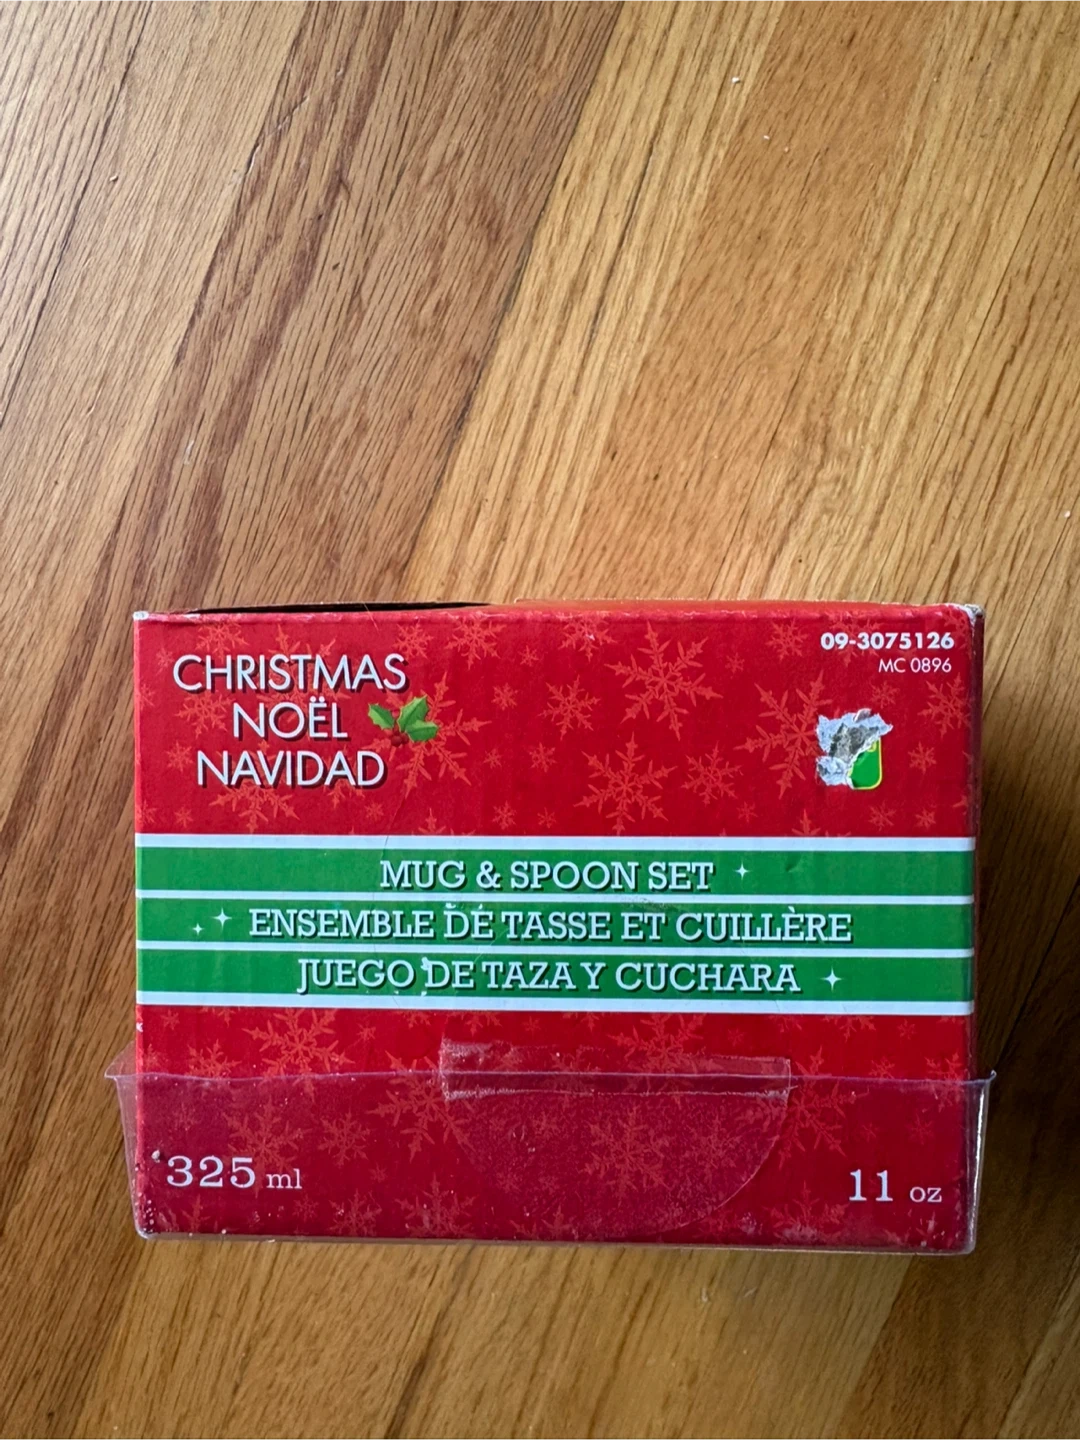 CHRISTMAS
NOËL
NAVIDAD
09-3075126
MC 0896
MUG & SPOON SET
ENSEMBLE DE TASSE ET CUILLÈRE
JUEGO DE TAZA Y CUCHARA
325 ml
11 oz